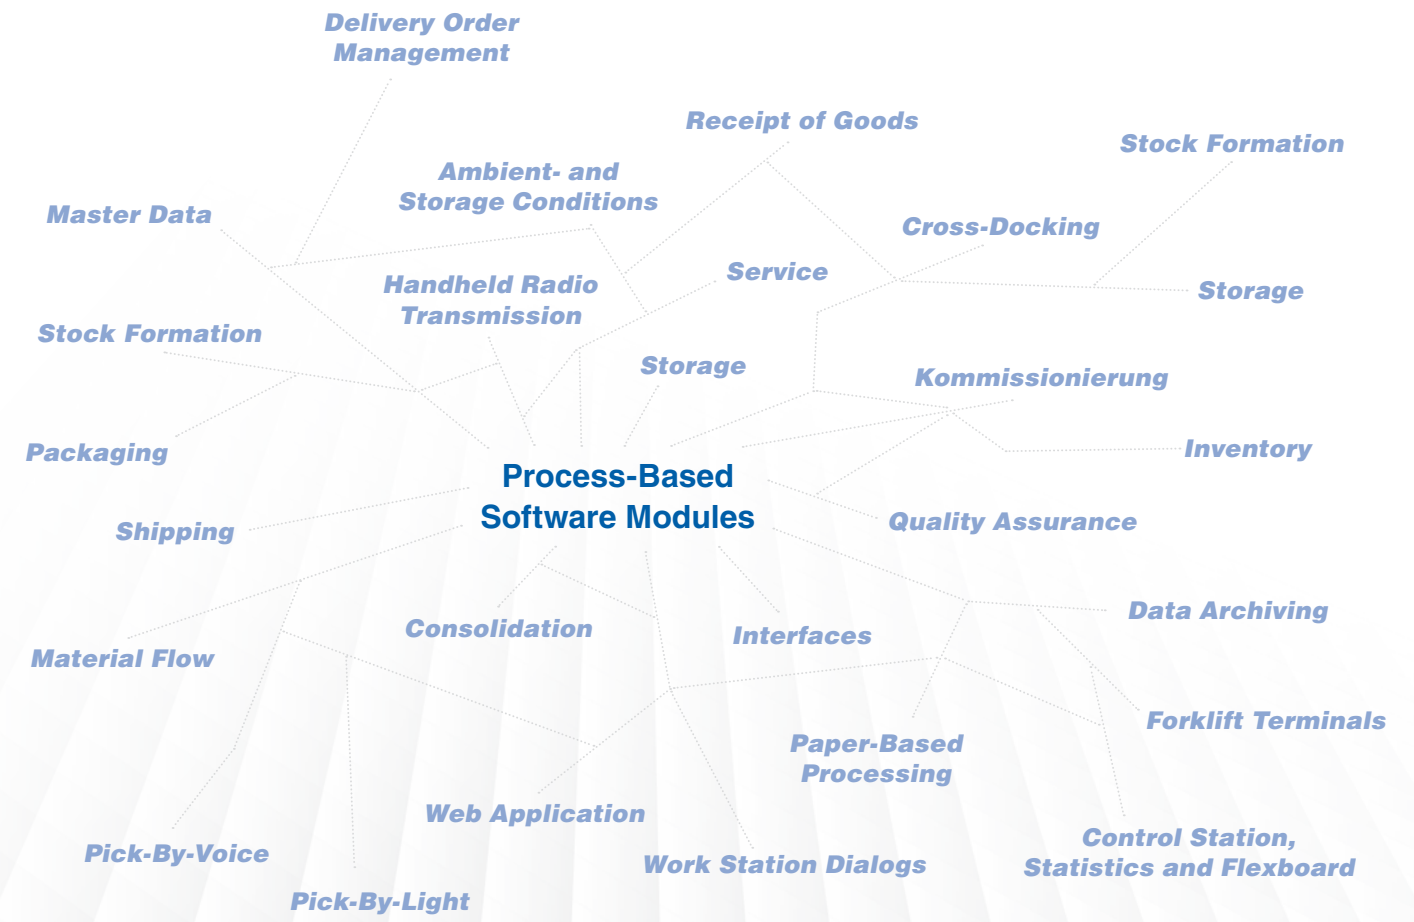 Delivery Order
Management
Receipt of Goods
Stock Formation
Ambient- and
Storage Conditions
Master Data
Cross-Docking
Service
Handheld Radio
Transmission
Storage
Stock Formation
Storage
Kommissionierung
Packaging
Inventory
Process-Based
Software Modules
Shipping
Quality Assurance
Consolidation
Interfaces
Data Archiving
Material Flow
Forklift Terminals
Paper-Based
Processing
Web Application
Control Station,
Statistics and Flexboard
Pick-By-Voice
Work Station Dialogs
Pick-By-Light